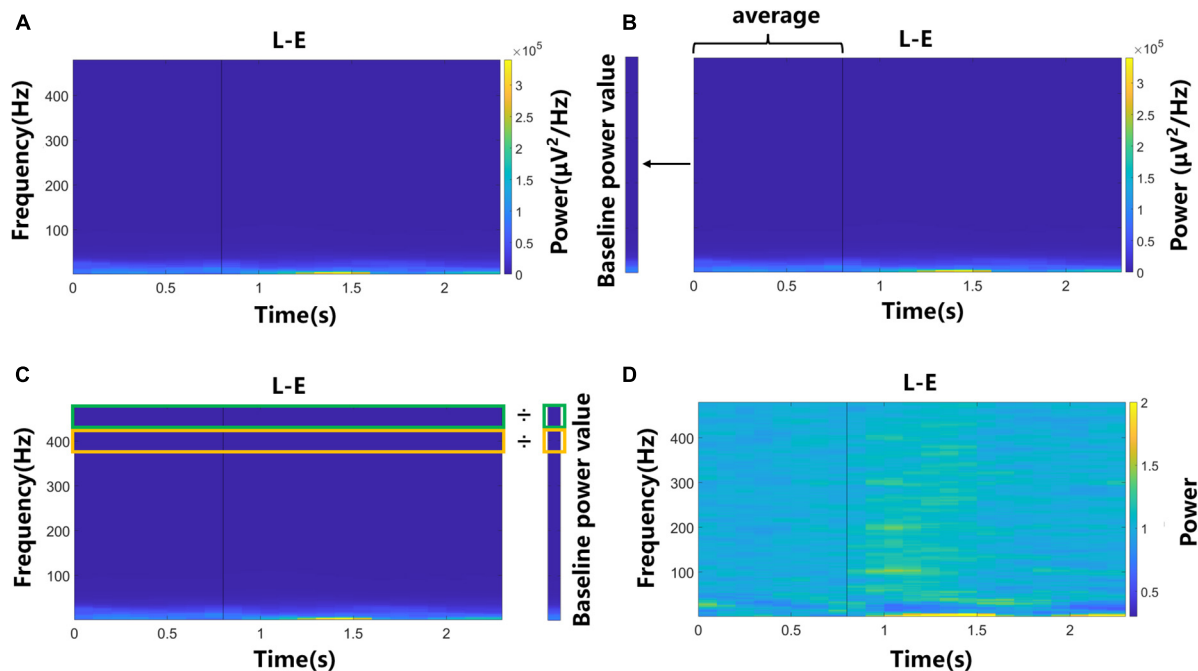 A
L-E
×10⁵
Frequency(Hz)
400
300
200
100
0
0.5
1
1.5
2
Time(s)
3
2.5
2
1.5
1
0.5
0
Power(μV²/Hz)
B
average
L-E
×10⁵
Baseline power value
0
0.5
1
1.5
2
Time(s)
3
2.5
2
1.5
1
0.5
0
Power (μV²/Hz)
C
L-E
÷
÷
Frequency(Hz)
400
300
200
100
0
0.5
1
1.5
2
Time(s)
Baseline power value
D
L-E
Frequency(Hz)
400
300
200
100
0
0.5
1
1.5
2
Time(s)
2
1.5
1
0.5
Power